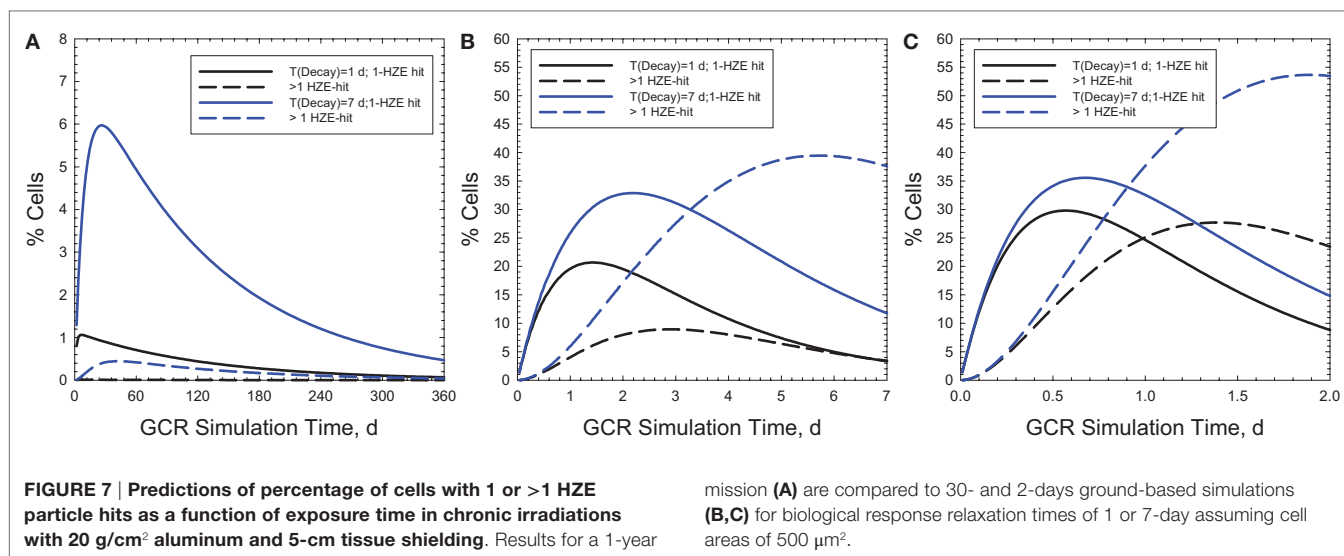 A
8
7
6
5
4
3
2
1
0
% Cells
T(Decay)=1 d; 1-HZE hit
>1 HZE-hit
T(Decay)=7 d;1-HZE hit
> 1 HZE-hit
0 60 120 180 240 300 360
GCR Simulation Time, d
B
60
55
50
45
40
35
30
25
20
15
10
5
0
% Cells
T(Decay)=1 d; 1-HZE hit
>1 HZE-hit
T(Decay)=7 d;1-HZE hit
> 1 HZE-hit
0 1 2 3 4 5 6 7
GCR Simulation Time, d
C
60
55
50
45
40
35
30
25
20
15
10
5
0
% Cells
T(Decay)=1 d; 1-HZE hit
>1 HZE-hit
T(Decay)=7 d;1-HZE hit
> 1 HZE-hit
0.0 0.5 1.0 1.5 2.0
GCR Simulation Time, d
FIGURE 7 | Predictions of percentage of cells with 1 or >1 HZE
particle hits as a function of exposure time in chronic irradiations
with 20 g/cm² aluminum and 5-cm tissue shielding. Results for a 1-year
mission (A) are compared to 30- and 2-days ground-based simulations
(B,C) for biological response relaxation times of 1 or 7-day assuming cell
areas of 500 μm².